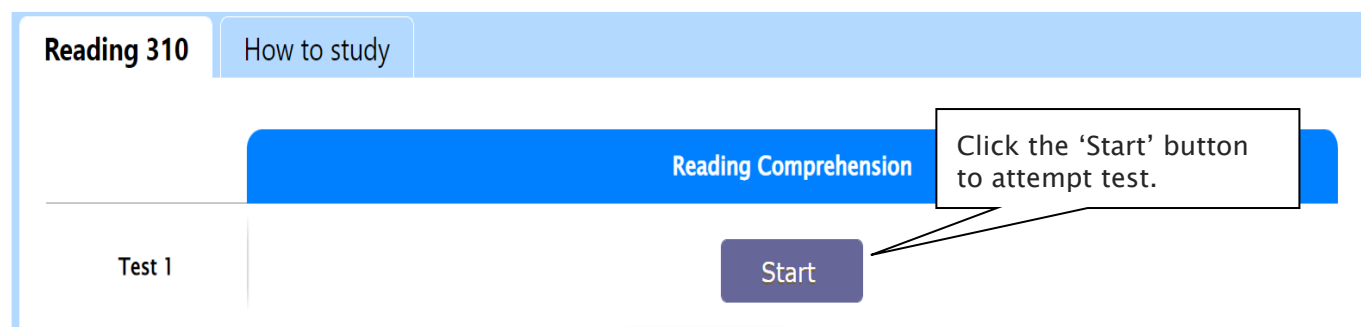 Reading 310
How to study
Reading Comprehension
Click the ‘Start’ button
to attempt test.
Test 1
Start